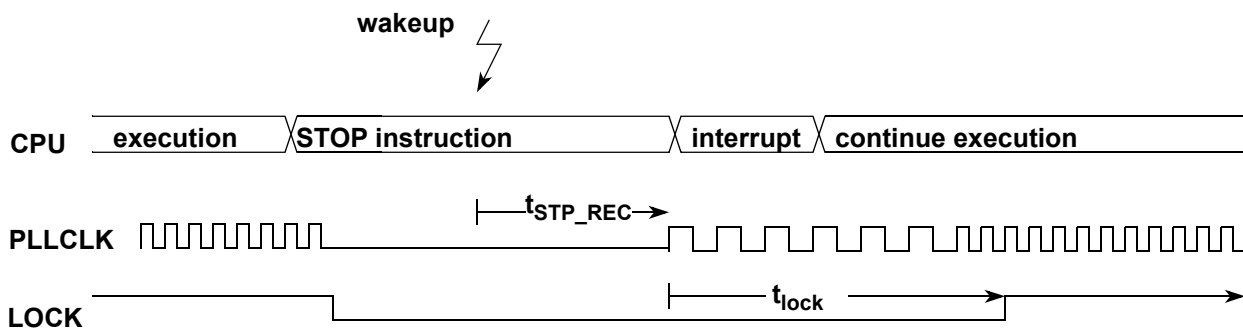 wakeup
CPU execution STOP instruction interrupt continue execution
tSTP_REC
PLLCLK
tlock
LOCK